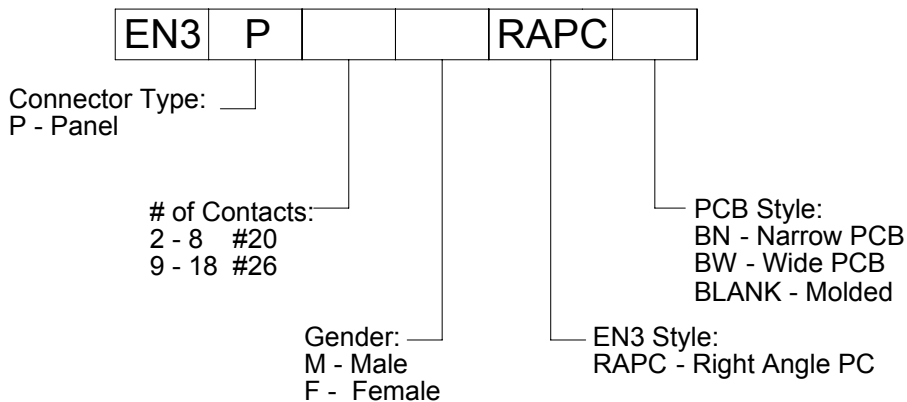 EN3 P RAPC
Connector Type:
P - Panel
# of Contacts:
2 - 8 #20
9 - 18 #26
PCB Style:
BN - Narrow PCB
BW - Wide PCB
BLANK - Molded
Gender:
M - Male
F - Female
EN3 Style:
RAPC - Right Angle PC